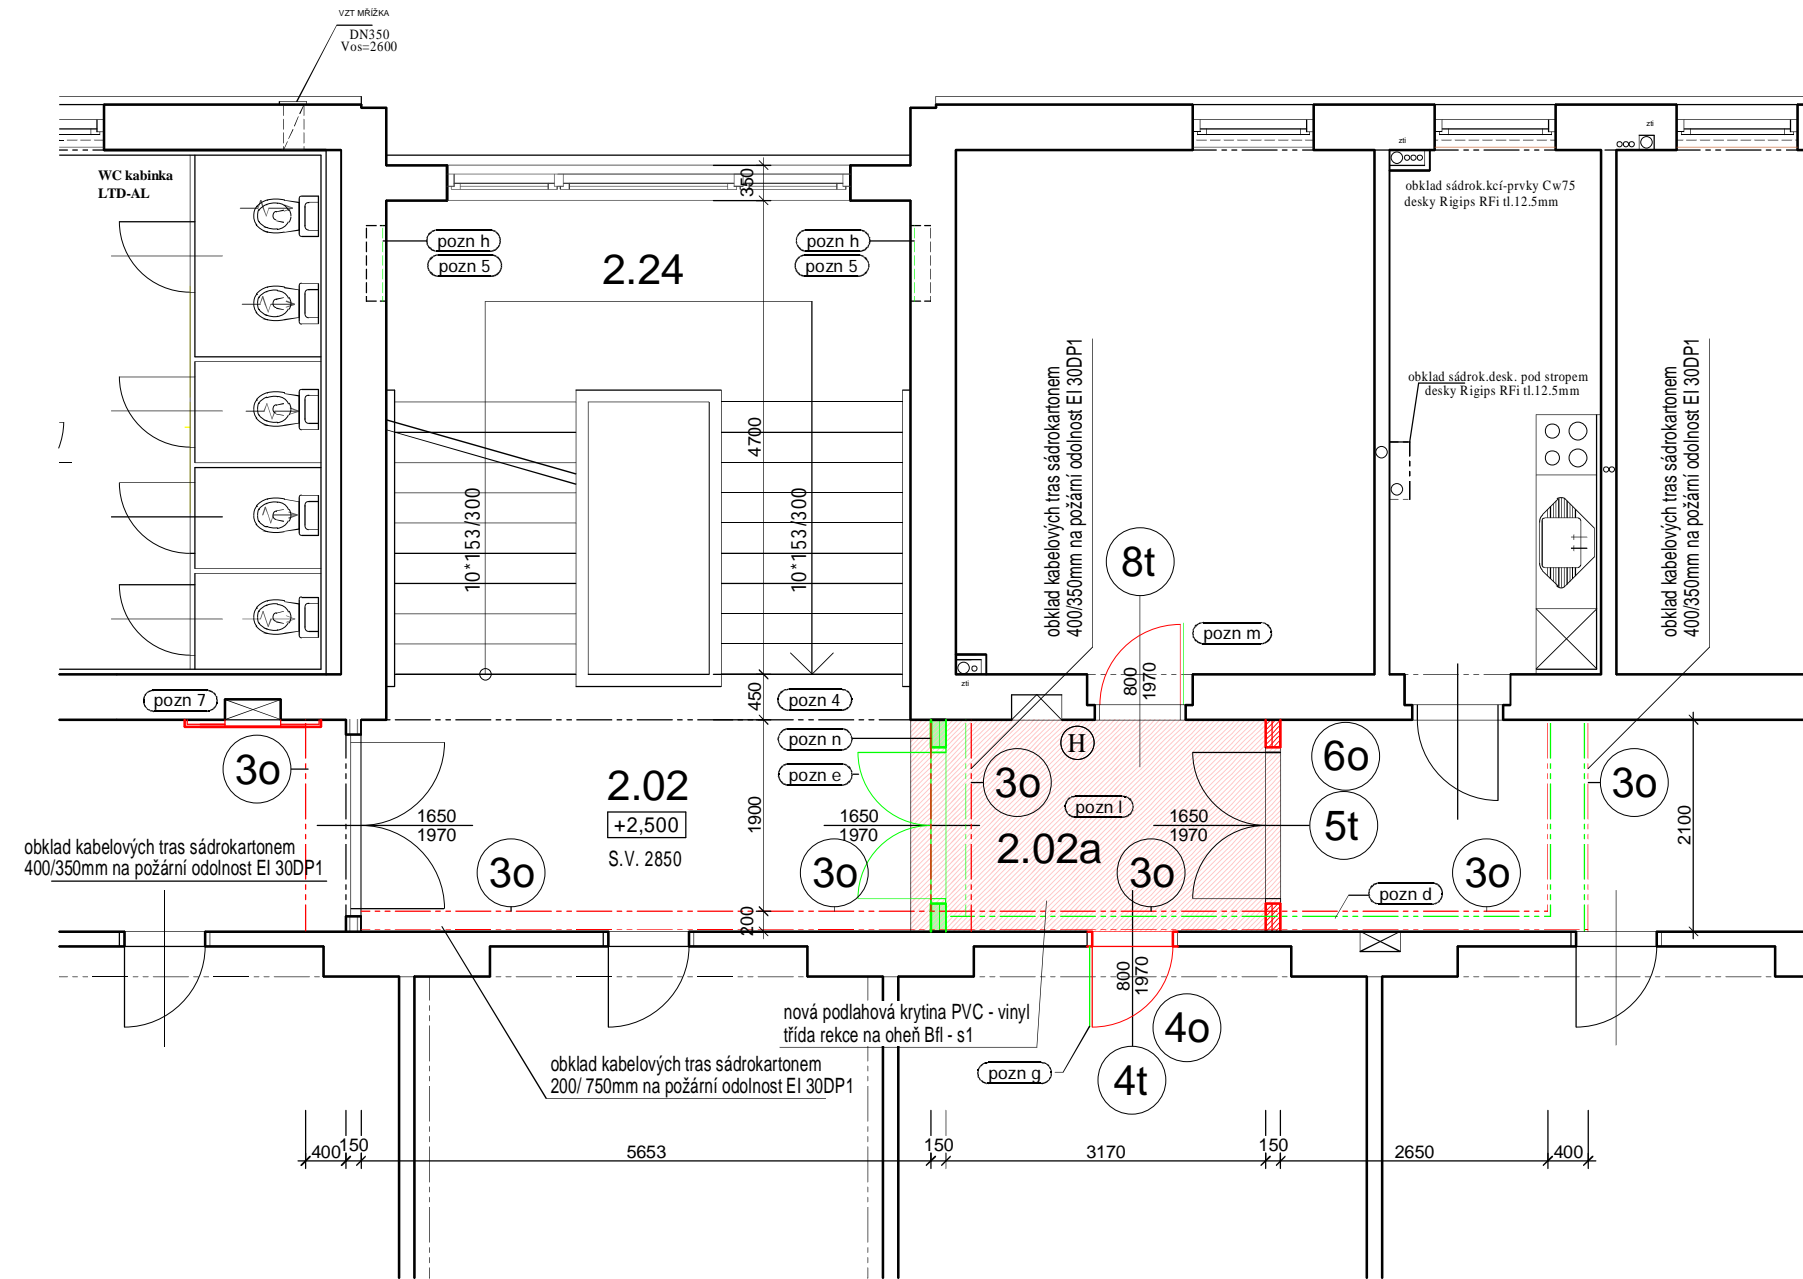 VZT MŘÍŽKA
DN350
Vos=2600
WC kabinka
LTD-AL
pozn h
pozn 5
pozn h
pozn 5
2.24
350
4700
10*153/300
10*153/300
zti
zti
obklad sádrok.kcí-prvky Cw75
desky Rigips RFi tl.12.5mm
obklad sádrok.desk. pod stropem
desky Rigips RFi tl.12.5mm
obklad kabelových tras sádrokartonem
400/350mm na požární odolnost EI 30DP1
obklad kabelových tras sádrokartonem
400/350mm na požární odolnost EI 30DP1
8t
pozn m
800
1970
zti
pozn 7
450
pozn 4
pozn n
pozn e
H
3o
2.02
+2,500
S.V. 2850
1650
1970
1900
1650
1970
3o
pozn l
2.02a
1650
1970
6o
5t
3o
2100
obklad kabelových tras sádrokartonem
400/350mm na požární odolnost EI 30DP1
3o
3o
3o
3o
pozn d
200
800
1970
nová podlahová krytina PVC - vinyl
třída rekce na oheň Bfl - s1
4o
pozn g
4t
obklad kabelových tras sádrokartonem
200/ 750mm na požární odolnost EI 30DP1
400
150
5653
150
3170
150
2650
400